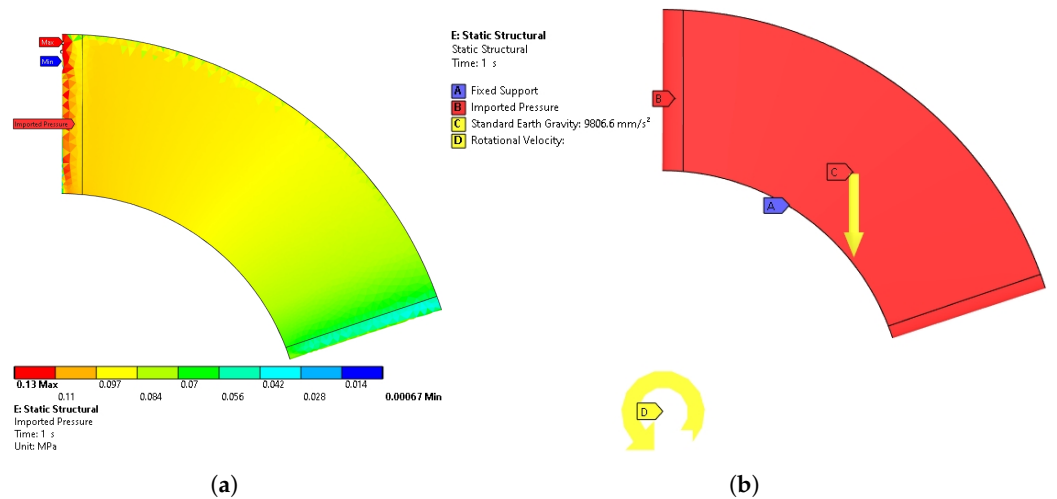 Max
Min
Imported Pressure
0.13 Max
0.11
0.097
0.084
0.07
0.056
0.042
0.028
0.014
0.00067 Min
E: Static Structural
Imported Pressure
Time: 1 s
Unit: MPa
(a)
E: Static Structural
Static Structural
Time: 1 s
A Fixed Support
B Imported Pressure
C Standard Earth Gravity: 9806.6 mm/s²
D Rotational Velocity:
B
C
A
D
(b)